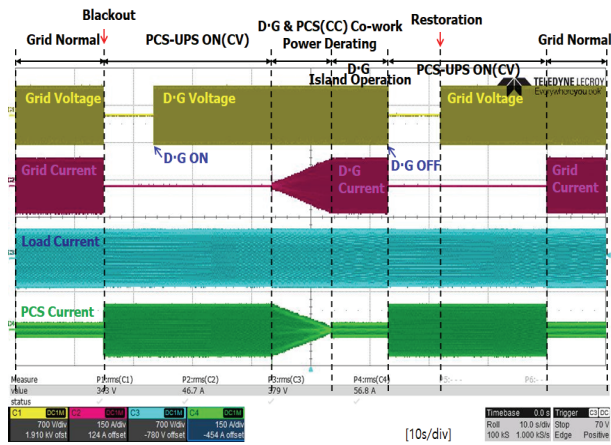 Blackout
Restoration
Grid Normal
PCS-UPS ON(CV)
D·G & PCS(CC) Co-work
Power Derating
D·G
Island Operation
PCS-UPS ON(CV)
Grid Normal
TELEDYNE LECROY
Everywhereyoulook
Grid Voltage
D·G Voltage
Grid Voltage
D·G ON
D·G OFF
Grid Current
D·G
Current
Grid
Current
Load Current
PCS Current
Measure P1:rms(C1) P2:rms(C2) P3:rms(C3) P4:rms(C4) P5:- - - P6:- - -
value 343 V 46.7 A 379 V 56.8 A
status
C1 DC1M
700 V/div
1.910 kV ofst
C2 DC1M
150 A/div
124 A offset
C3 DC1M
700 V/div
-780 V offset
C4 DC1M
150 A/div
-454 A offset
[10s/div]
Timebase 0.0 s
10.0 s/div
100 kS 1.000 kS/s
Trigger C3 DC
Stop 70 V
Edge Positive